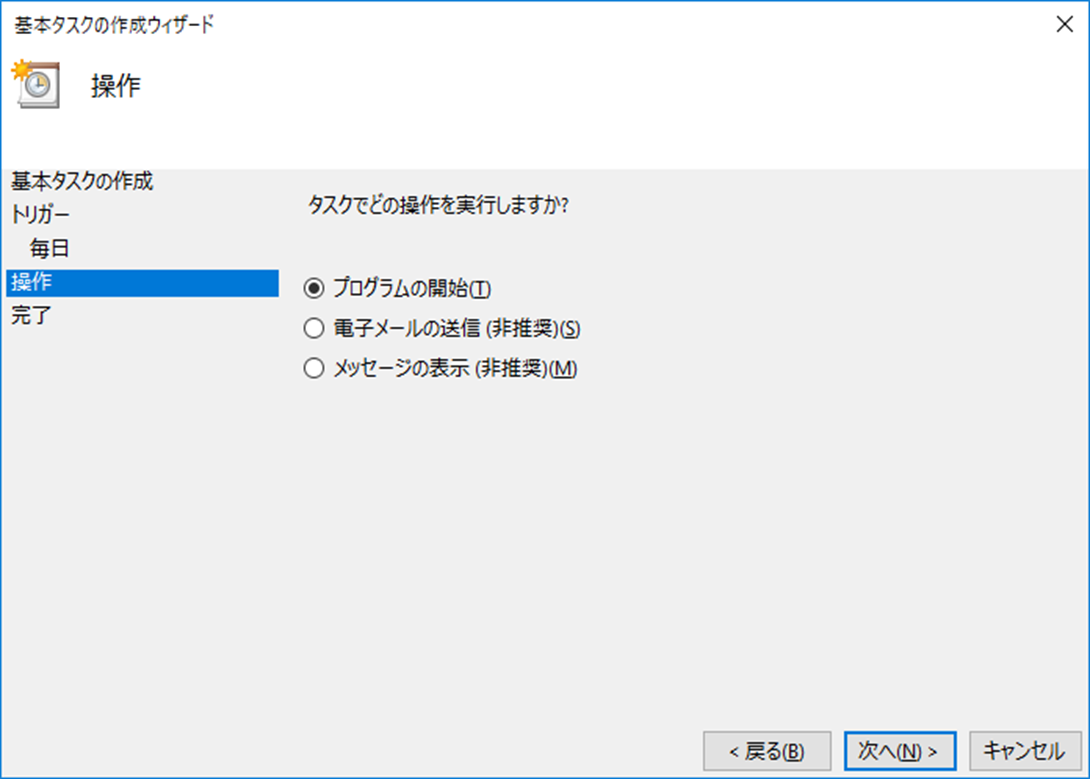 基本タスクの作成ウィザード
操作
基本タスクの作成
トリガー
毎日
操作
完了
タスクでどの操作を実行しますか?
プログラムの開始(T)
電子メールの送信 (非推奨)(S)
メッセージの表示 (非推奨)(M)
< 戻る(B)
次へ(N) >
キャンセル